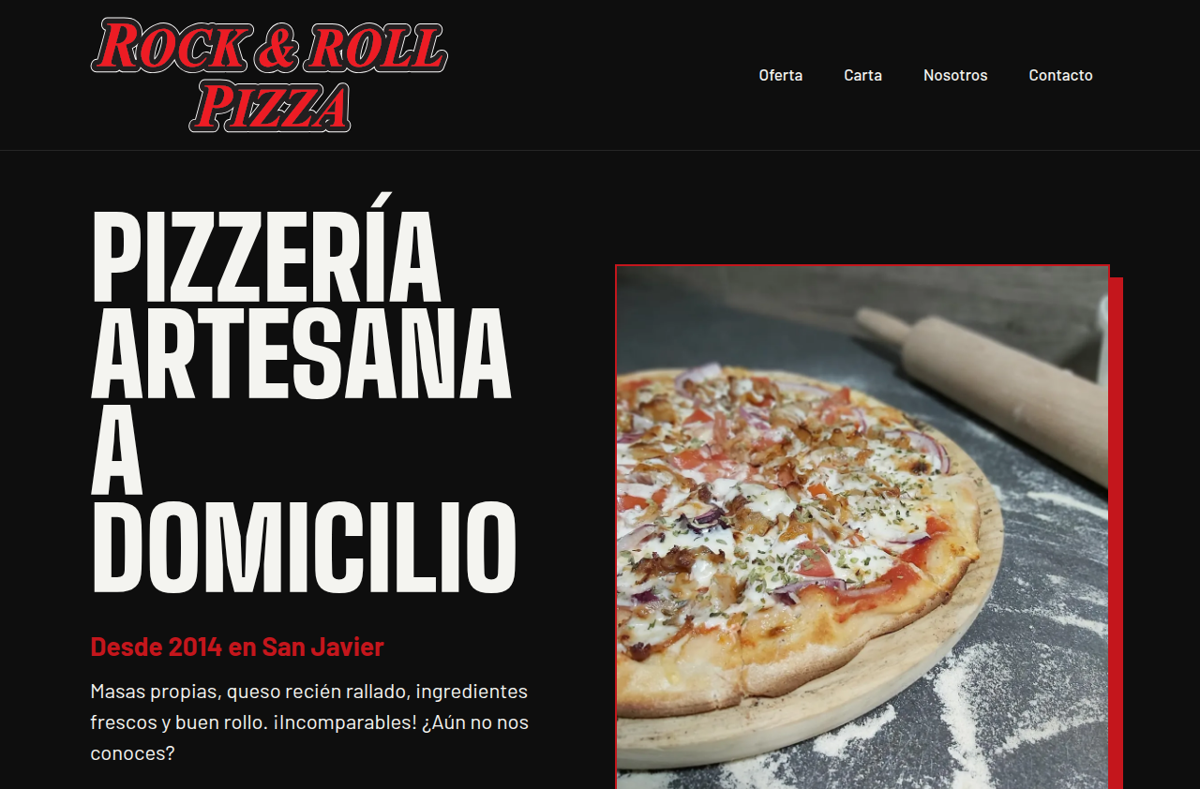 ROCK & ROLL
PIZZA
Oferta
Carta
Nosotros
Contacto
PIZZERÍA
ARTESANA
A
DOMICILIO
Desde 2014 en San Javier
Masas propias, queso recién rallado, ingredientes
frescos y buen rollo. ¡Incomparables! ¿Aún no nos
conoces?